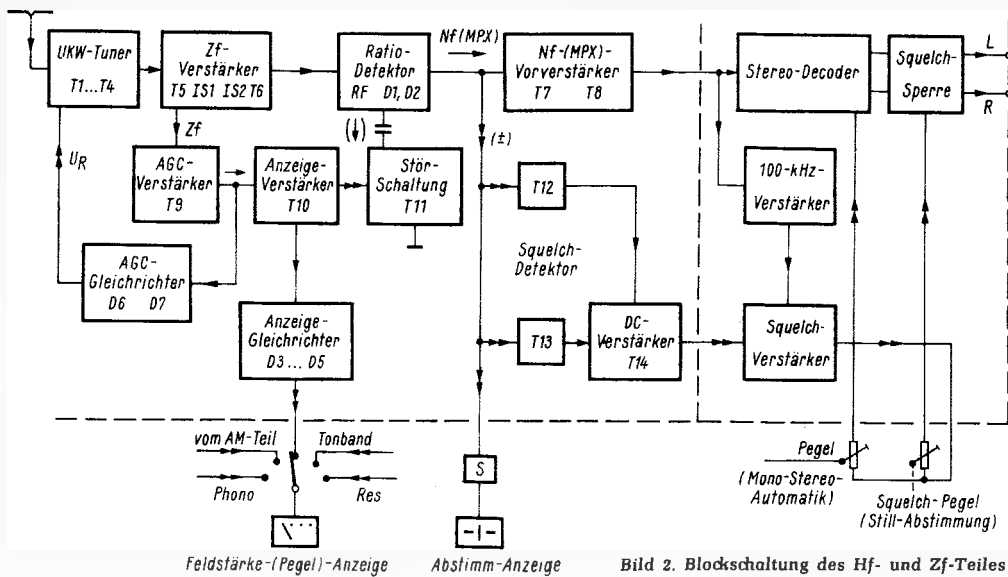 UKW-Tuner
T1...T4
Zf-
Verstärker
T5 IS1 IS2 T6
Ratio-
Detektor
RF D1, D2
Nf(MPX)
Nf-(MPX)-
Vorverstärker
T7 T8
Stereo-Decoder
Squelch-
Sperre
L
R
Zf
U_R
(↓)
(±)
AGC-
Verstärker
T9
Anzeige-
Verstärker
T10
Stör-
Schaltung
T11
T12
100-kHz-
Verstärker
Squelch-
Detektor
AGC-
Gleichrichter
D6 D7
Anzeige-
Gleichrichter
D3...D5
T13
DC-
Verstärker
T14
Squelch-
Verstärker
vom AM-Teil
Tonband
Phono
Res
S
Pegel
(Mono-Stereo-
Automatik)
Squelch-Pegel
(Still-Abstimmung)
Feldstärke-(Pegel)-Anzeige
Abstimm-Anzeige
Bild 2. Blockschaltung des Hf- und Zf-Teiles